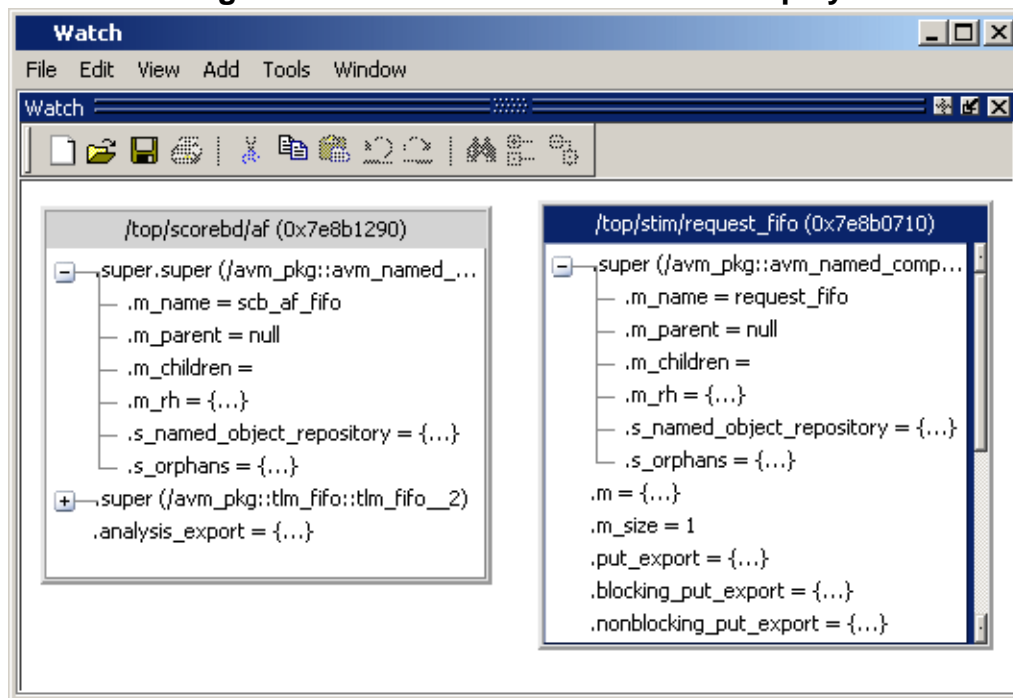 Watch
File Edit View Add Tools Window
Watch
/top/scorebd/af (0x7e8b1290)
.super.super (/avm_pkg::avm_named_...
.m_name = scb_af_fifo
.m_parent = null
.m_children =
.m_rh = {...}
.s_named_object_repository = {...}
.s_orphans = {...}
.super (/avm_pkg::tlm_fifo::tlm_fifo__2)
.analysis_export = {...}
/top/stim/request_fifo (0x7e8b0710)
.super (/avm_pkg::avm_named_comp...
.m_name = request_fifo
.m_parent = null
.m_children =
.m_rh = {...}
.s_named_object_repository = {...}
.s_orphans = {...}
.m = {...}
.m_size = 1
.put_export = {...}
.blocking_put_export = {...}
.nonblocking_put_export = {...}